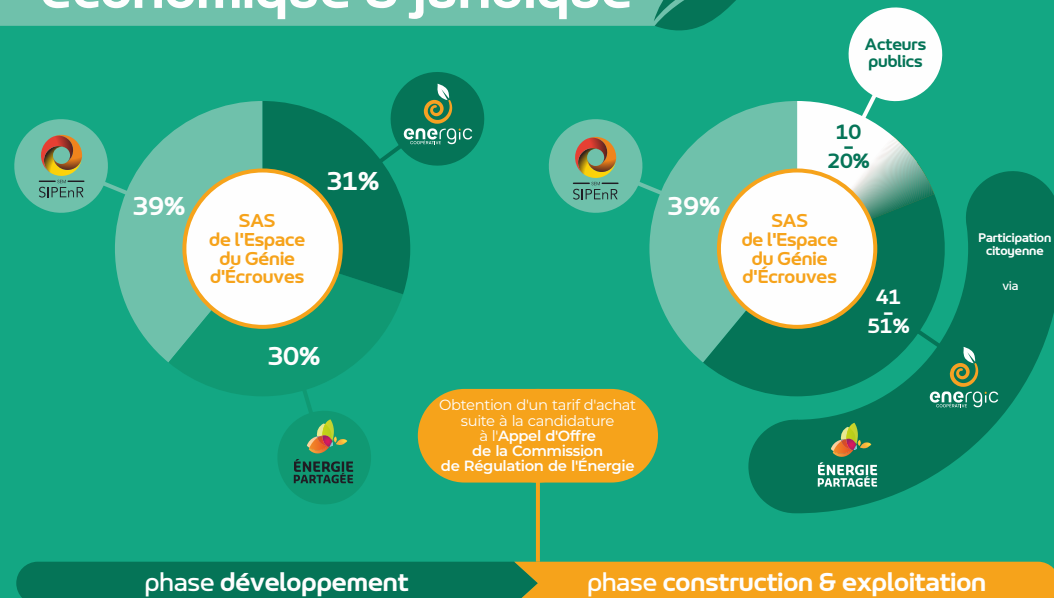 économique & juridique
Acteurs
publics
energic
COOPÉRATIVE
SEM
SIPEnR
39%
31%
SAS
de l'Espace
du Génie
d'Écrouves
30%
ÉNERGIE
PARTAGÉE
SEM
SIPEnR
39%
10
–
20%
SAS
de l'Espace
du Génie
d'Écrouves
41
–
51%
Participation
citoyenne
via
energic
COOPÉRATIVE
ÉNERGIE
PARTAGÉE
Obtention d'un tarif d'achat
suite à la candidature
à l'Appel d'Offre
de la Commission
de Régulation de l'Énergie
phase développement
phase construction & exploitation